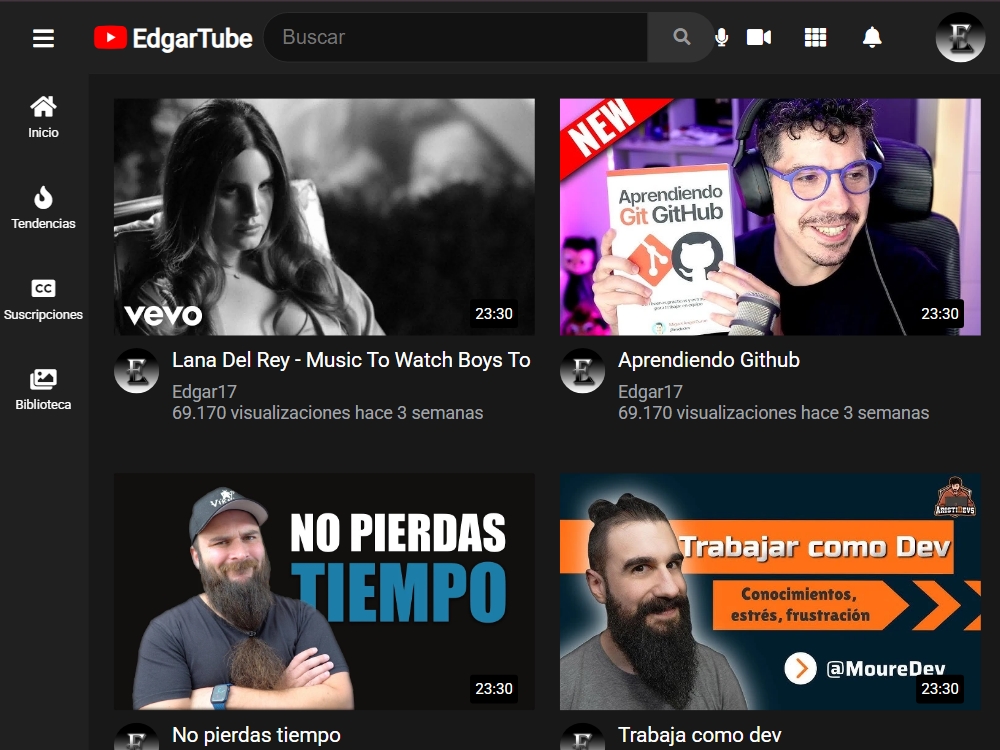 EdgarTube
Buscar
E
Inicio
Tendencias
CC
Suscripciones
Biblioteca
vevo
23:30
NEW
Aprendiendo
Git GitHub
23:30
E
Lana Del Rey - Music To Watch Boys To
Edgar17
69.170 visualizaciones hace 3 semanas
E
Aprendiendo Github
Edgar17
69.170 visualizaciones hace 3 semanas
NO PIERDAS
TIEMPO
23:30
ARISTIDEVS
Trabajar como Dev
Conocimientos,
estrés, frustración
@MoureDev
23:30
E
No pierdas tiempo
E
Trabaja como dev